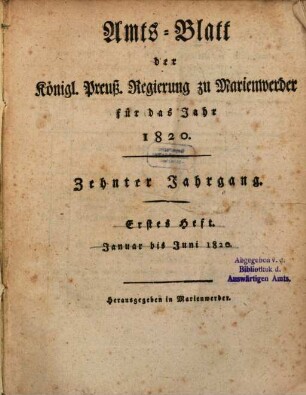 Amts-Blatt
der
Königl. Preuß. Regierung zu Marienwerder
für das Jahr
1820.
Zehnter Jahrgang.
Erstes Heft.
Januar bis Juni 1820.
Abgegeben v. d.
Bibliothek d.
Auswärtigen Amts.
Herausgegeben in Marienwerder.